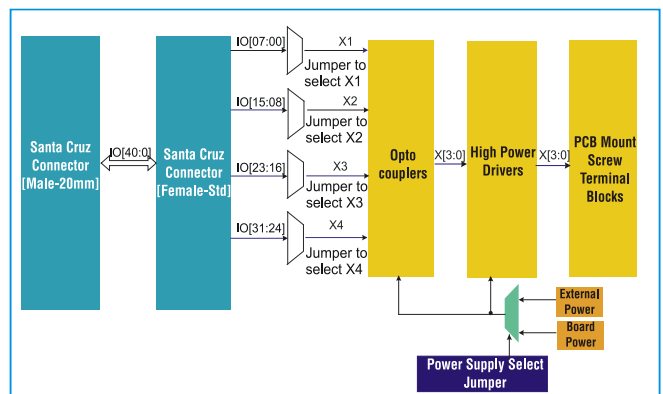 IO[07:00]
X1
Jumper to
select X1
IO[15:08]
X2
Jumper to
select X2
Santa Cruz
Connector
[Male-20mm]
IO[40:0]
Santa Cruz
Connector
[Female-Std]
IO[23:16]
X3
Jumper to
select X3
IO[31:24]
X4
Jumper to
select X4
Opto
couplers
X[3:0]
High Power
Drivers
X[3:0]
PCB Mount
Screw
Terminal
Blocks
External
Power
Board
Power
Power Supply Select
Jumper